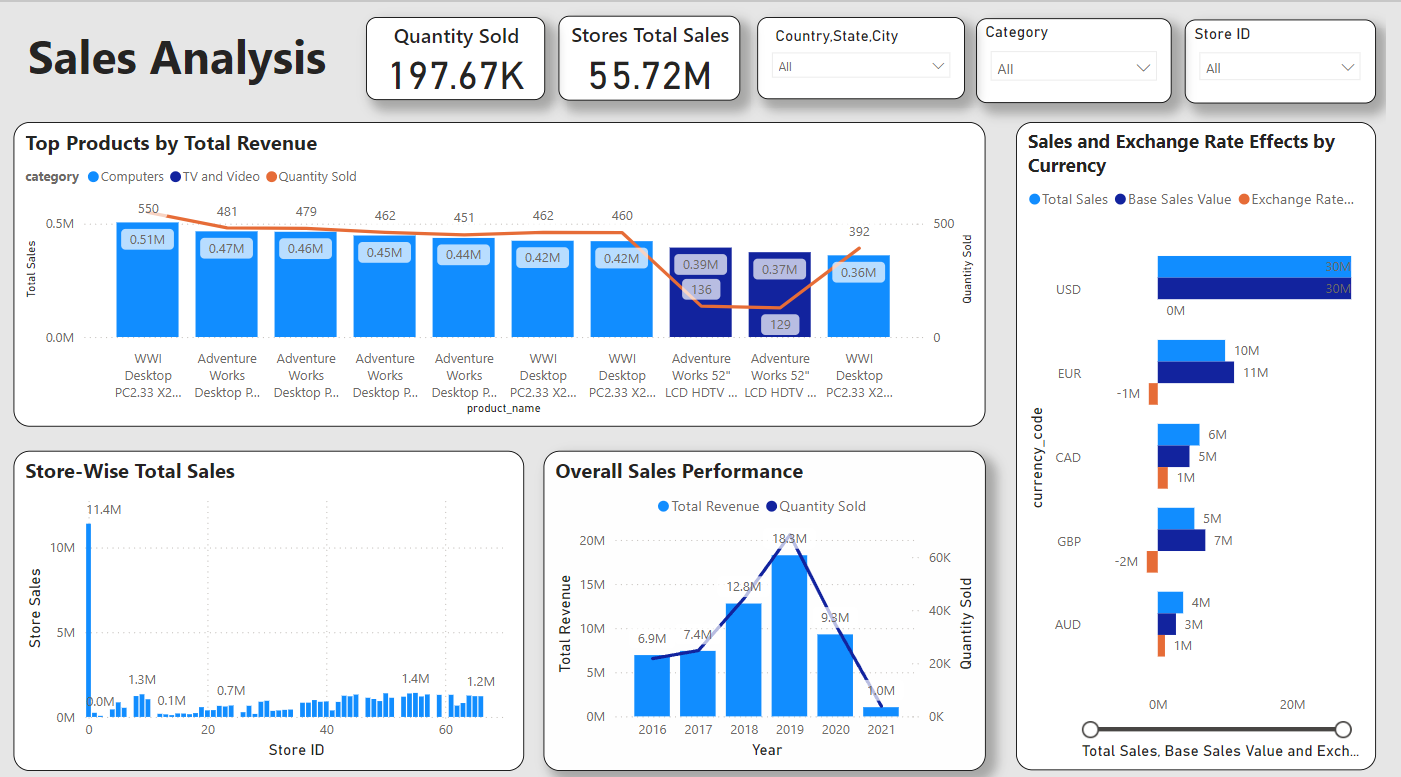 Sales Analysis
Quantity Sold
197.67K
Stores Total Sales
55.72M
Country,State,City
All
Category
All
Store ID
All
Top Products by Total Revenue
category Computers TV and Video Quantity Sold
Total Sales
0.5M
0.0M
550
481
479
462
451
462
460
392
0.51M
0.47M
0.46M
0.45M
0.44M
0.42M
0.42M
0.39M
136
0.37M
129
0.36M
500
0
Quantity Sold
WWI
Desktop
PC2.33 X2...
Adventure
Works
Desktop P...
Adventure
Works
Desktop P...
Adventure
Works
Desktop P...
Adventure
Works
Desktop P...
WWI
Desktop
PC2.33 X2...
WWI
Desktop
PC2.33 X2...
Adventure
Works 52"
LCD HDTV ...
Adventure
Works 52"
LCD HDTV ...
WWI
Desktop
PC2.33 X2...
product_name
Sales and Exchange Rate Effects by
Currency
Total Sales Base Sales Value Exchange Rate...
currency_code
USD
30M
30M
0M
EUR
10M
11M
-1M
CAD
6M
5M
1M
GBP
5M
7M
-2M
AUD
4M
3M
1M
0M
20M
Total Sales, Base Sales Value and Exch...
Store-Wise Total Sales
Store Sales
10M
5M
0M
11.4M
0.0M
1.3M
0.1M
0.7M
1.4M
1.2M
0
20
40
60
Store ID
Overall Sales Performance
Total Revenue Quantity Sold
Total Revenue
20M
15M
10M
5M
0M
6.9M
7.4M
12.8M
18.3M
9.3M
1.0M
60K
40K
20K
0K
Quantity Sold
2016
2017
2018
2019
2020
2021
Year